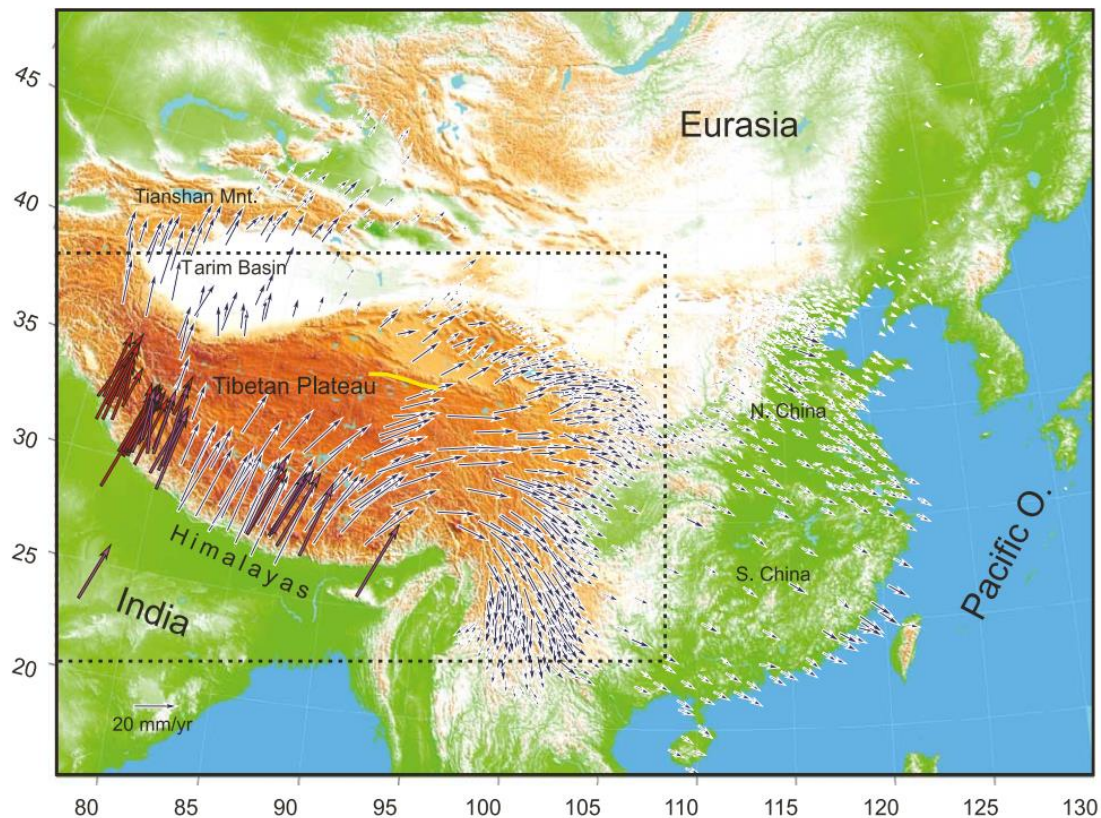 45
Eurasia
Tianshan Mnt.
40
Tarim Basin
35
Tibetan Plateau
N. China
30
Himalayas
25
S. China
Pacific O.
India
20
20 mm/yr
80 85 90 95 100 105 110 115 120 125 130